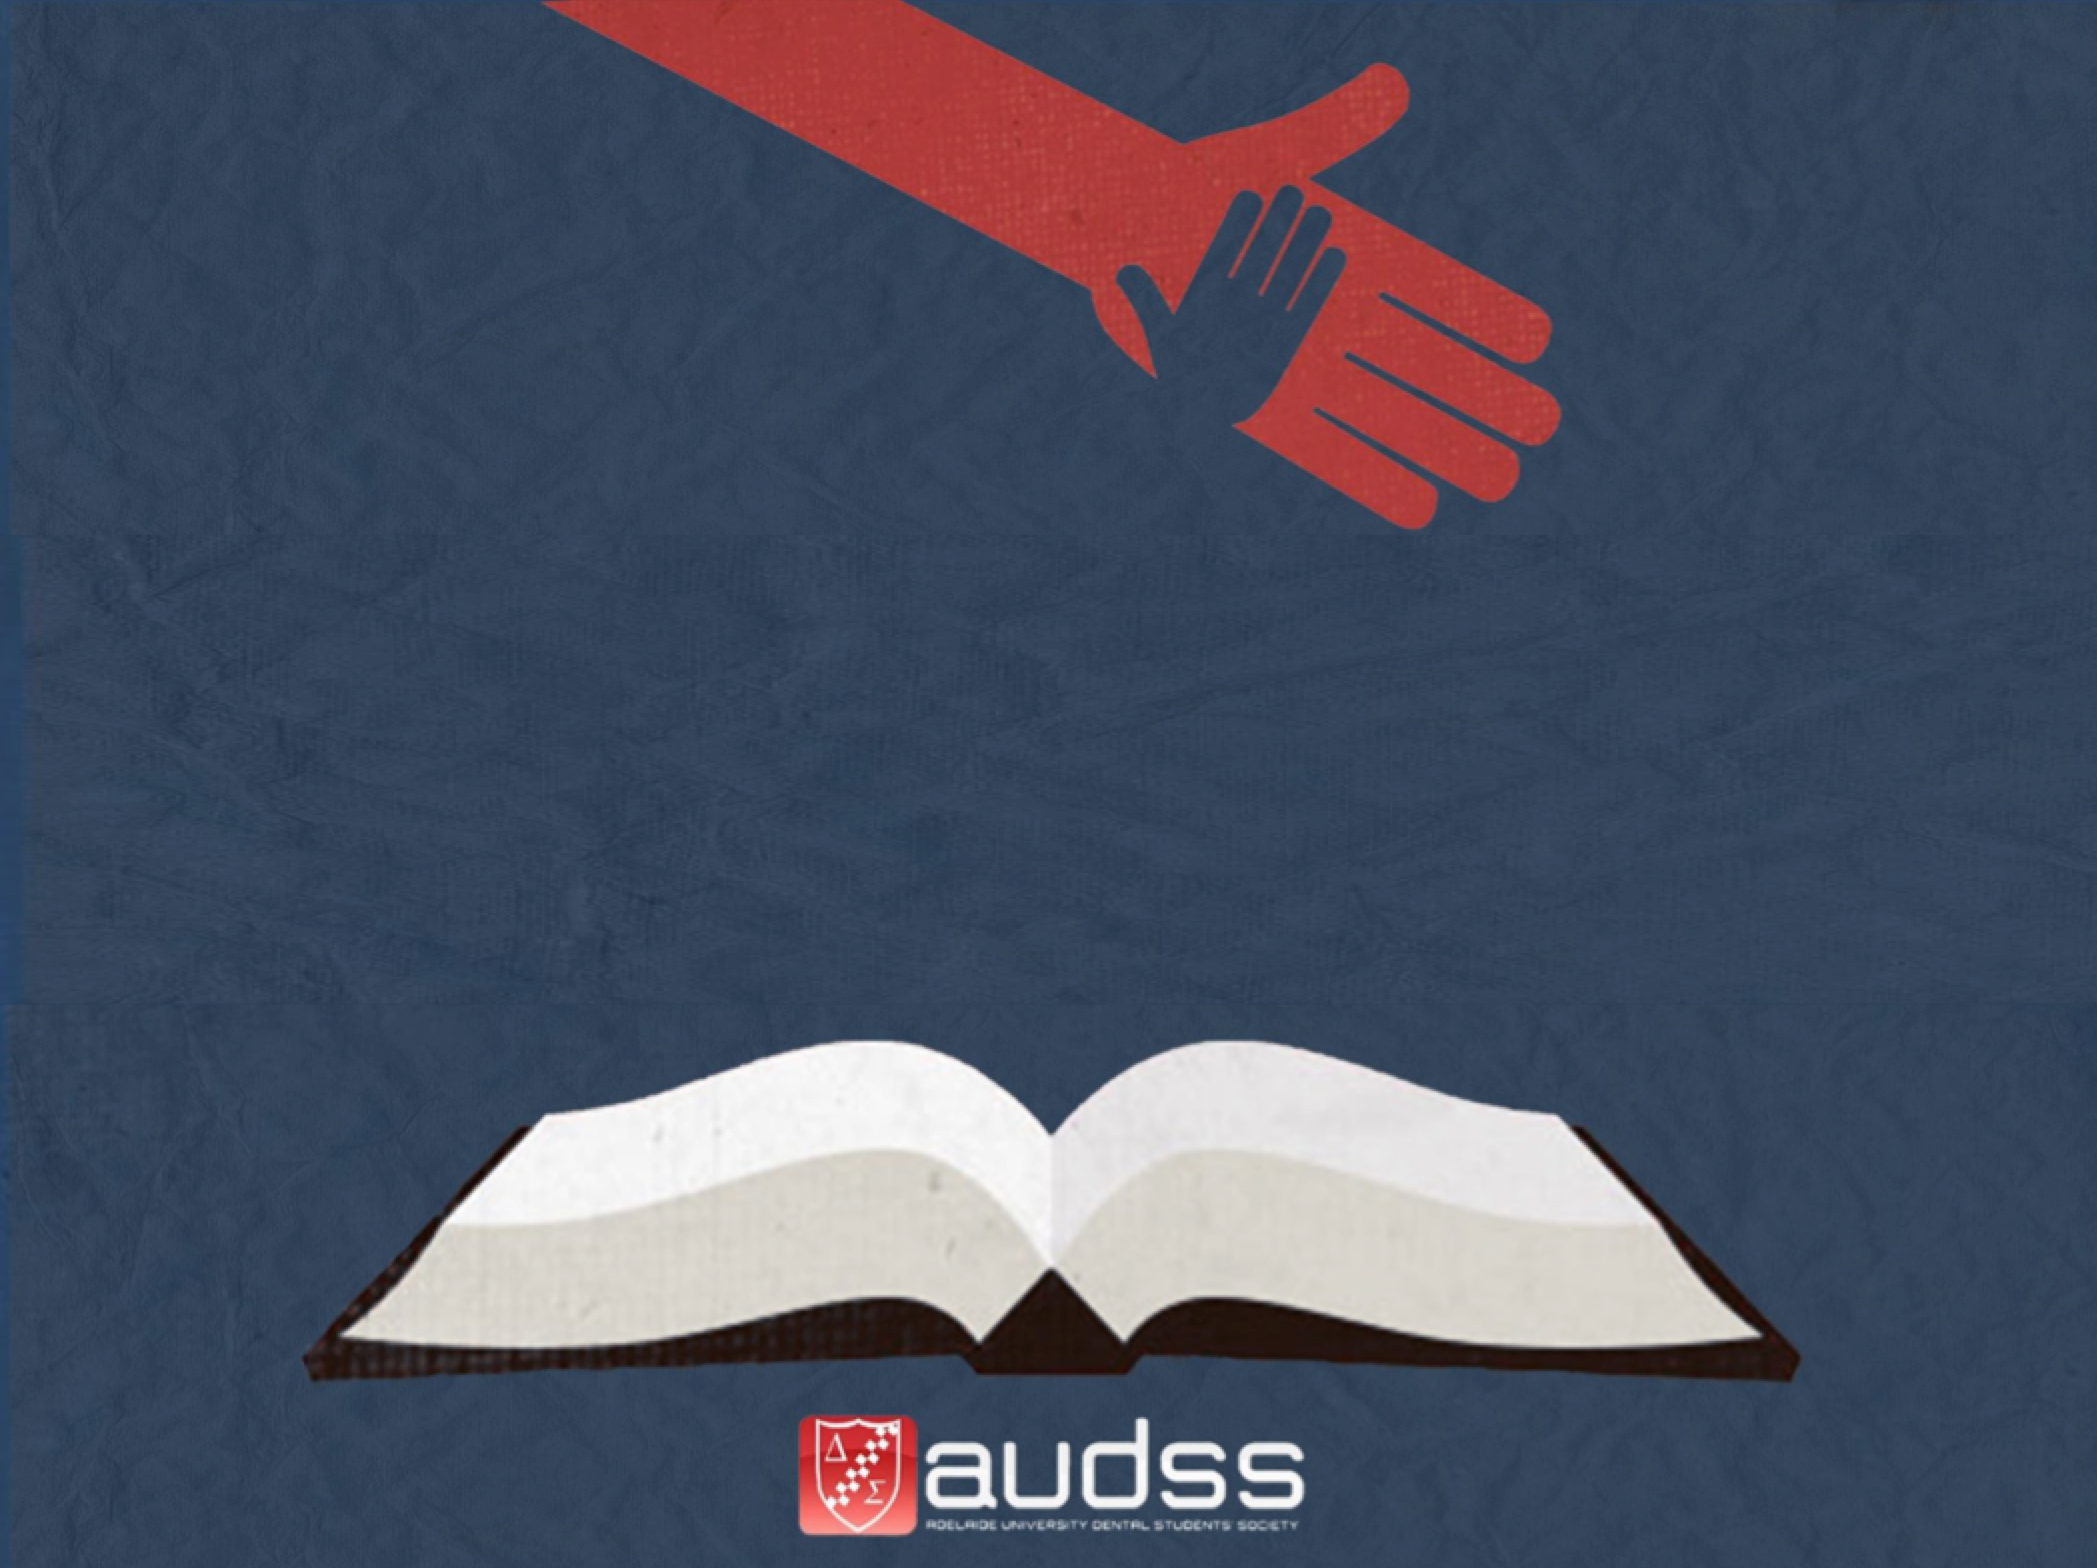 Δ
Σ
audss
ADELAIDE UNIVERSITY DENTAL STUDENTS' SOCIETY